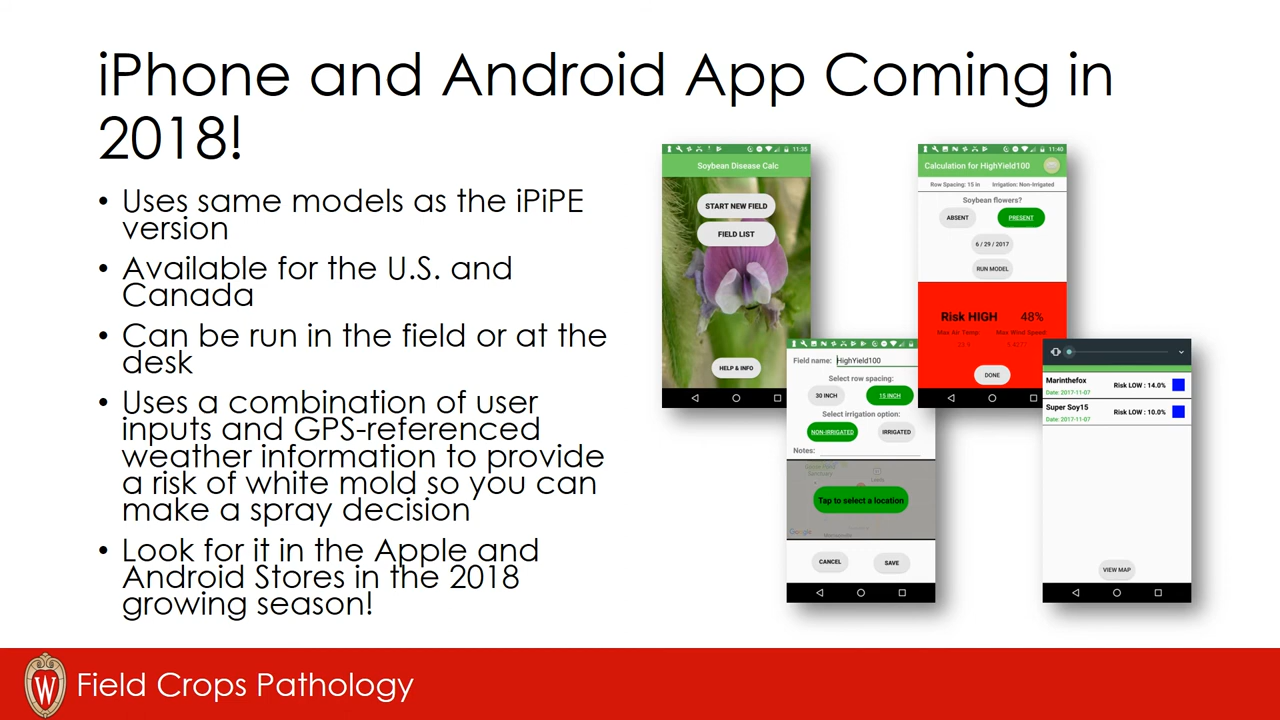 iPhone and Android App Coming in
2018!
• Uses same models as the iPiPE
version
• Available for the U.S. and
Canada
• Can be run in the field or at the
desk
• Uses a combination of user
inputs and GPS-referenced
weather information to provide
a risk of white mold so you can
make a spray decision
• Look for it in the Apple and
Android Stores in the 2018
growing season!
11:35
Soybean Disease Calc
START NEW FIELD
FIELD LIST
HELP & INFO
Field name: HighYield100
Select row spacing:
30 INCH 15 INCH
Select irrigation option:
NON-IRRIGATED IRRIGATED
Notes:
Sanctuary
Tap to select a location
Google
CANCEL SAVE
11:40
Calculation for HighYield100
Row Spacing: 15 in Irrigation: Non-Irrigated
Soybean flowers?
ABSENT PRESENT
6 / 29 / 2017
RUN MODEL
Risk HIGH 48%
Max Air Temp: Max Wind Speed:
DONE
Marinthefox Risk LOW : 14.0%
Date: 2017-11-07
Super Soy15 Risk LOW : 10.0%
Date: 2017-11-07
VIEW MAP
W Field Crops Pathology